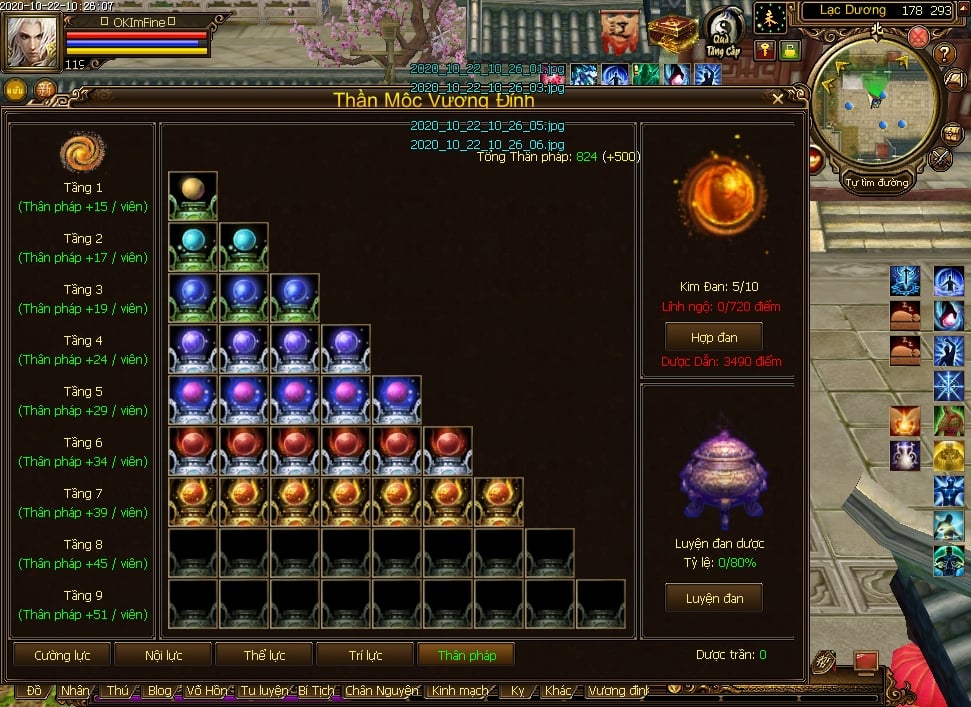 2020-10-22-10:26:07
OKImFine
119
Quà
Tăng Cấp
Lạc Dương 178 293
北
Tự tìm đường
2020_10_22_10_26_01.jpg
2020_10_22_10_26_03.jpg
Thần Mộc Vương Đỉnh
2020_10_22_10_26_05.jpg
2020_10_22_10_26_06.jpg
Tổng Thân pháp: 824 (+500)
Tầng 1
(Thân pháp +15 / viên)
Tầng 2
(Thân pháp +17 / viên)
Tầng 3
(Thân pháp +19 / viên)
Tầng 4
(Thân pháp +24 / viên)
Tầng 5
(Thân pháp +29 / viên)
Tầng 6
(Thân pháp +34 / viên)
Tầng 7
(Thân pháp +39 / viên)
Tầng 8
(Thân pháp +45 / viên)
Tầng 9
(Thân pháp +51 / viên)
Kim Đan: 5/10
Lĩnh ngộ: 0/720 điểm
Hợp đan
Dược Dẫn: 3490 điểm
Luyện đan dược
Tỷ lệ: 0/80%
Luyện đan
Cường lực Nội lực Thể lực Trí lực Thân pháp
Dược trần: 0
Đồ Nhân Thú Blog Võ Hồn Tu luyện Bí Tịch Chân Nguyên Kinh mạch Kỵ Khác Vương đỉnh